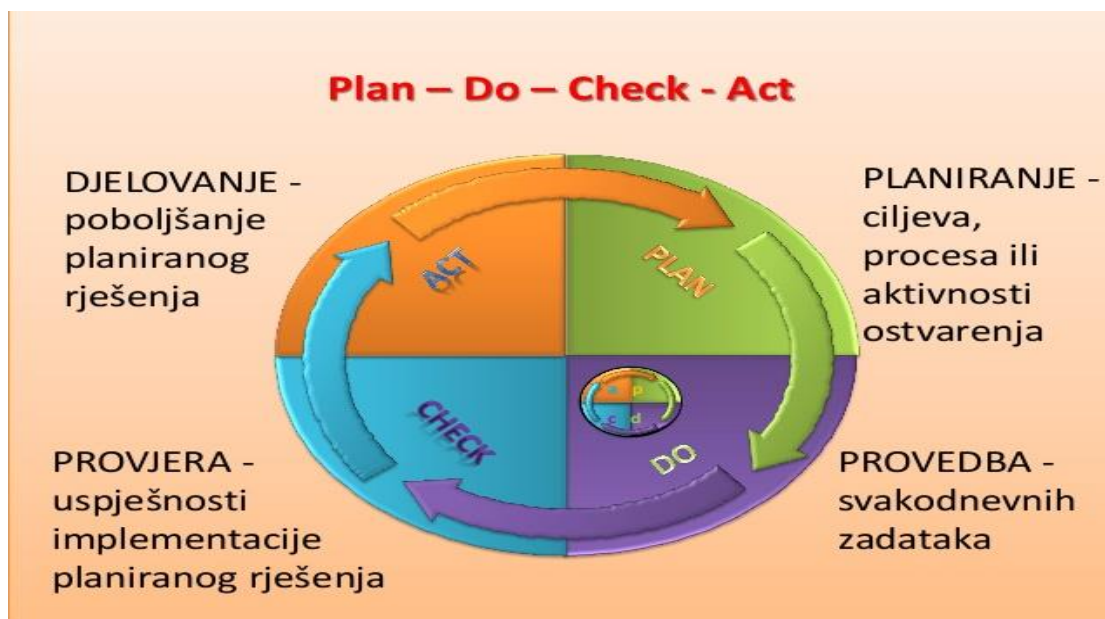 Plan – Do – Check - Act
DJELOVANJE -
poboljšanje
planiranog
rješenja
PLANIRANJE -
ciljeva,
procesa ili
aktivnosti
ostvarenja
ACT
PLAN
a p
c d
CHECK
DO
PROVJERA -
uspješnosti
implementacije
planiranog rješenja
PROVEDBA -
svakodnevnih
zadataka